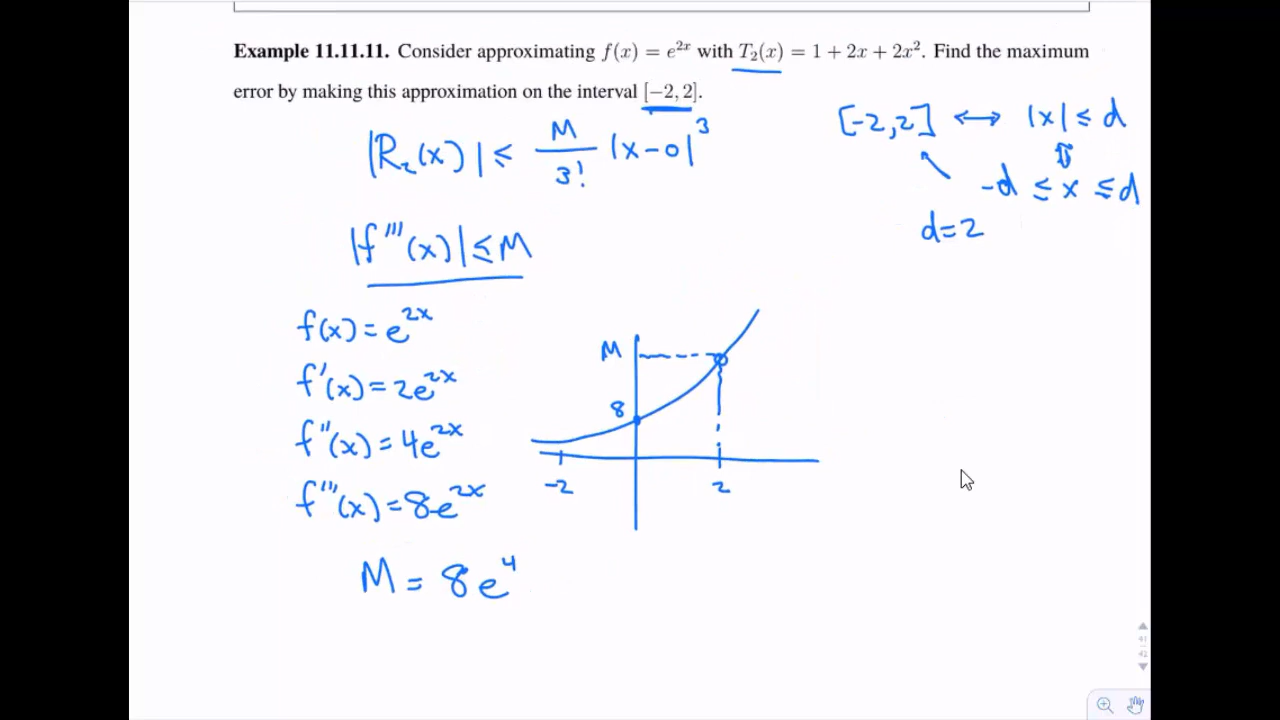 Example 11.11.11. Consider approximating f(x) = e^{2x} with T_2(x) = 1 + 2x + 2x^2. Find the maximum
error by making this approximation on the interval [−2, 2].
[-2,2] ⟷ |x| ≤ d
|R_2(x)| ≤ M/3! |x-0|^3
⇕
-d ≤ x ≤ d
d=2
|f'''(x)| ≤ M
f(x) = e^{2x}
f'(x) = 2e^{2x}
f''(x) = 4e^{2x}
f'''(x) = 8e^{2x}
M
8
-2 2
M = 8e^4
41
42